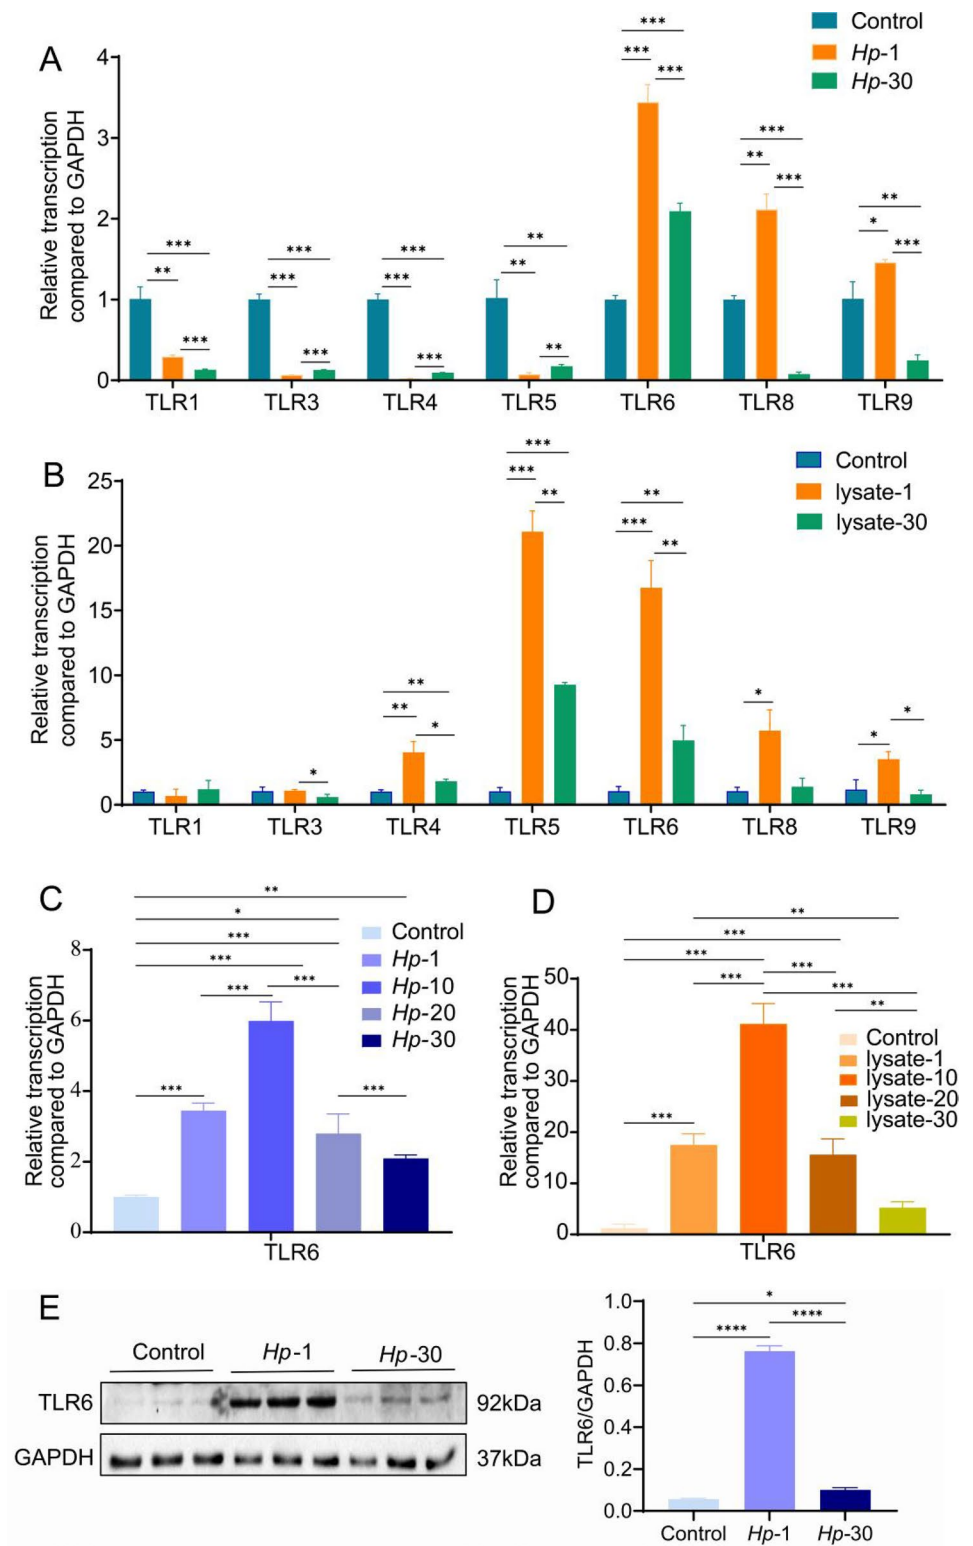 A
Control
Hp-1
Hp-30
Relative transcription
compared to GAPDH
4
3
2
1
0
*** ** ***
*** *** ***
*** *** ***
** ** **
*** *** ***
*** ** ***
** * ***
TLR1 TLR3 TLR4 TLR5 TLR6 TLR8 TLR9
B
Control
lysate-1
lysate-30
Relative transcription
compared to GAPDH
25
20
15
10
5
0
*
** ** *
*** *** **
** *** **
*
* *
TLR1 TLR3 TLR4 TLR5 TLR6 TLR8 TLR9
C
Control
Hp-1
Hp-10
Hp-20
Hp-30
Relative transcription
compared to GAPDH
8
6
4
2
0
**
*
***
***
***
***
*** ***
TLR6
D
Control
lysate-1
lysate-10
lysate-20
lysate-30
Relative transcription
compared to GAPDH
50
40
30
20
10
0
**
***
***
***
***
***
**
***
TLR6
E
Control Hp-1 Hp-30
TLR6 92kDa
GAPDH 37kDa
TLR6/GAPDH
1.0
0.8
0.6
0.4
0.2
0.0
*
****
****
Control Hp-1 Hp-30